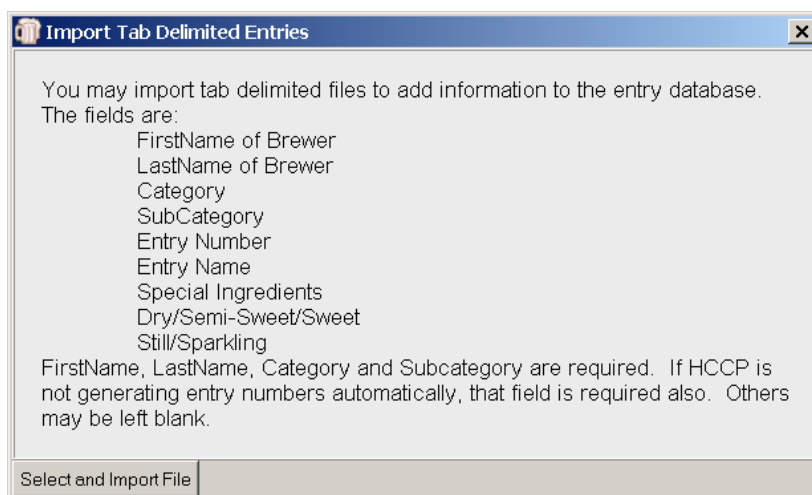 Import Tab Delimited Entries
You may import tab delimited files to add information to the entry database.
The fields are:
FirstName of Brewer
LastName of Brewer
Category
SubCategory
Entry Number
Entry Name
Special Ingredients
Dry/Semi-Sweet/Sweet
Still/Sparkling
FirstName, LastName, Category and Subcategory are required.  If HCCP is
not generating entry numbers automatically, that field is required also.  Others
may be left blank.
Select and Import File